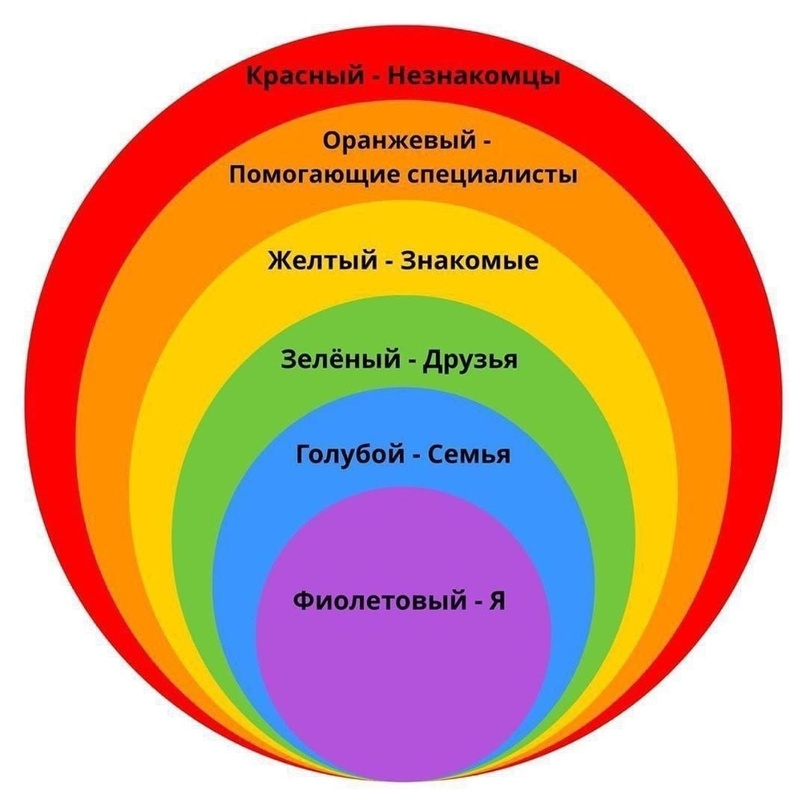 Красный - Незнакомцы
Оранжевый -
Помогающие специалисты
Желтый - Знакомые
Зелёный - Друзья
Голубой - Семья
Фиолетовый - Я